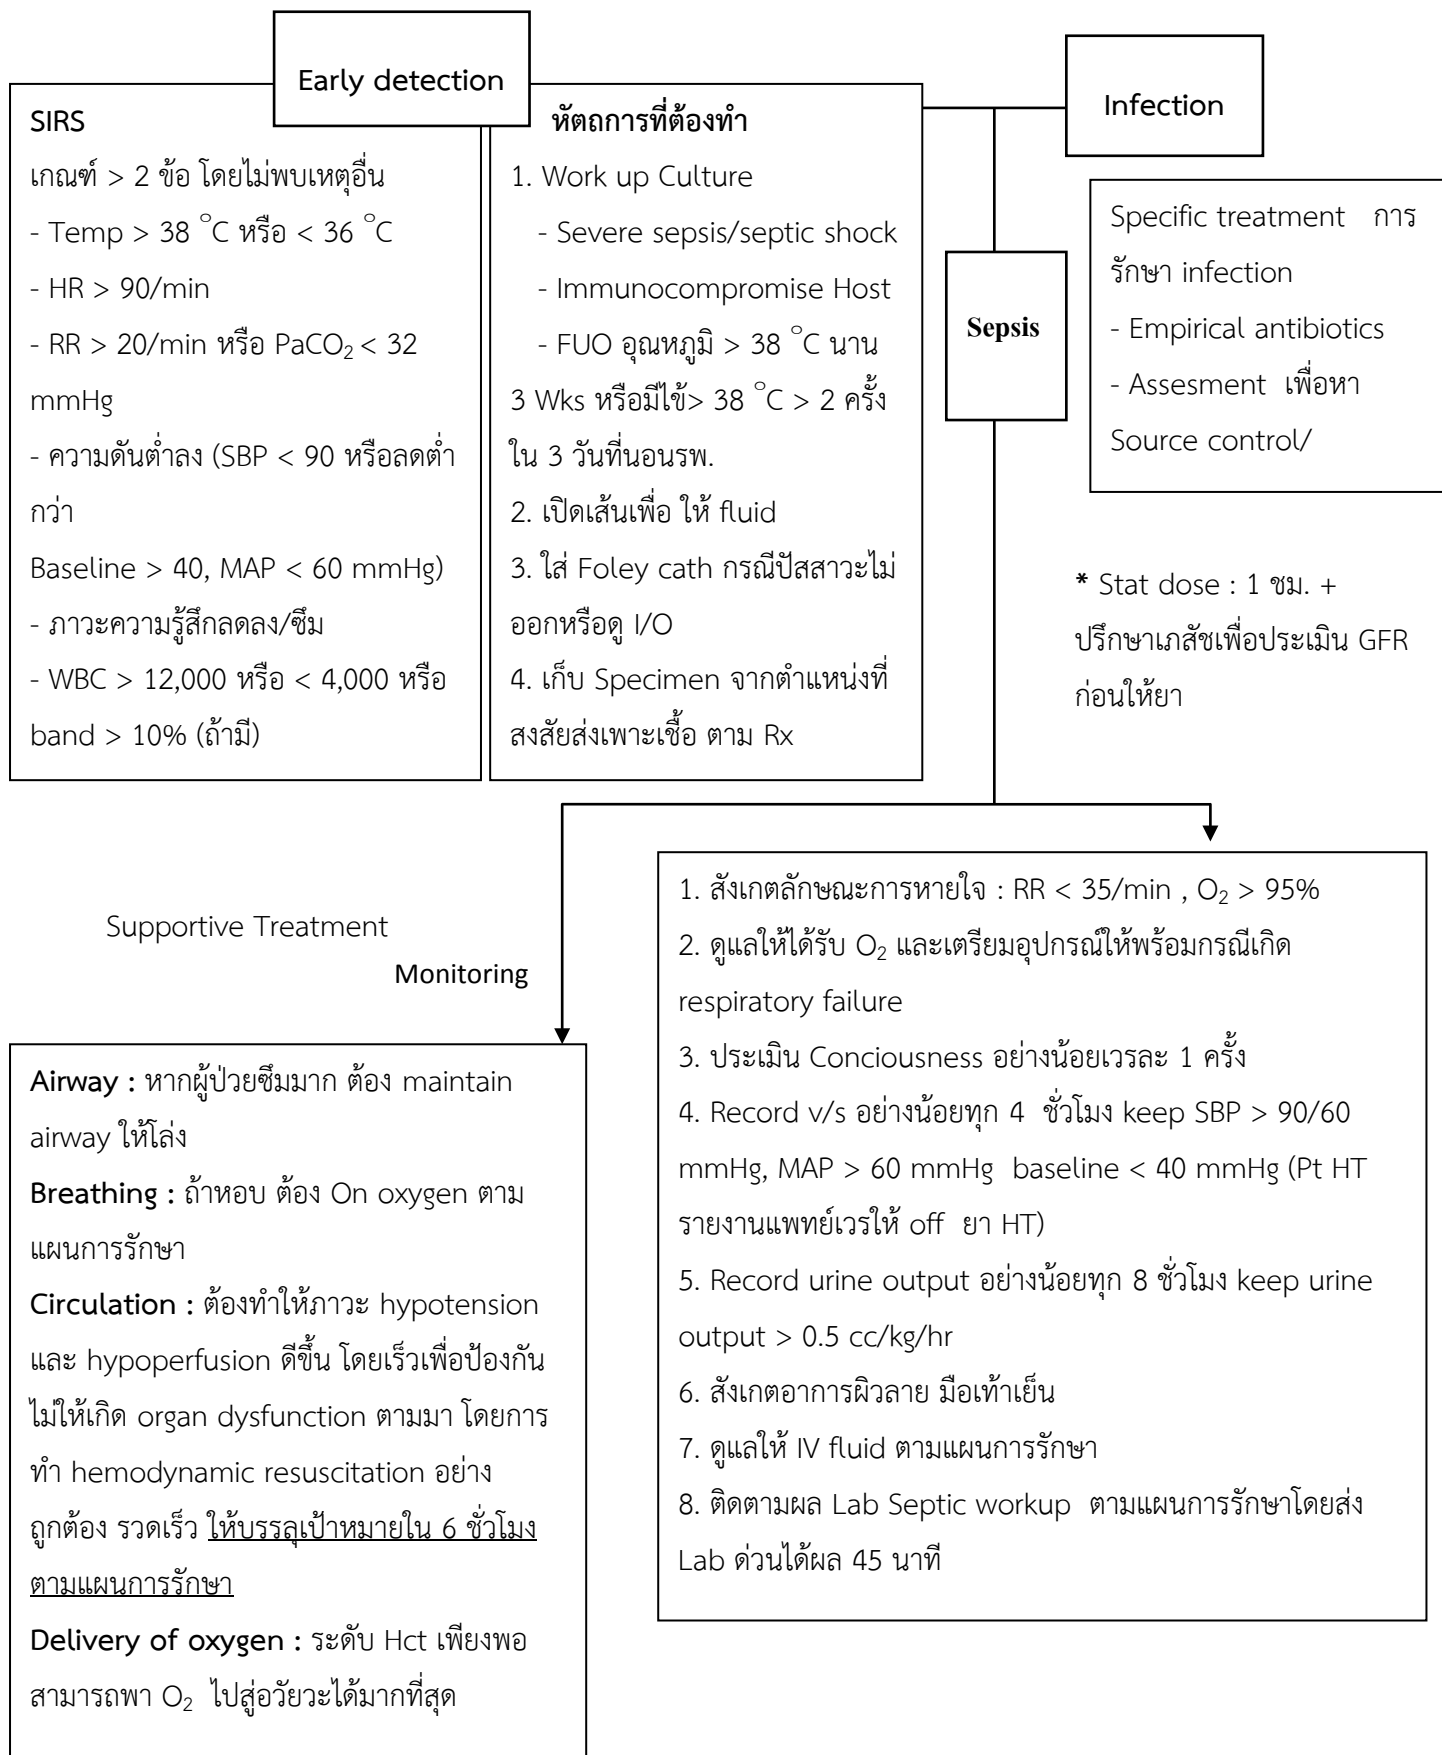 Early detection
SIRS
เกณฑ์ > 2 ข้อ โดยไม่พบเหตุอื่น
- Temp > 38 °C หรือ < 36 °C
- HR > 90/min
- RR > 20/min หรือ PaCO₂ < 32
mmHg
- ความดันต่ำลง (SBP < 90 หรือลดต่ำ
กว่า
Baseline > 40, MAP < 60 mmHg)
- ภาวะความรู้สึกลดลง/ซึม
- WBC > 12,000 หรือ < 4,000 หรือ
band > 10% (ถ้ามี)
หัตถการที่ต้องทำ
1. Work up Culture
- Severe sepsis/septic shock
- Immunocompromise Host
- FUO อุณหภูมิ > 38 °C นาน
3 Wks หรือมีไข้> 38 °C > 2 ครั้ง
ใน 3 วันที่นอนรพ.
2. เปิดเส้นเพื่อ ให้ fluid
3. ใส่ Foley cath กรณีปัสสาวะไม่
ออกหรือดู I/O
4. เก็บ Specimen จากตำแหน่งที่
สงสัยส่งเพาะเชื้อ ตาม Rx
Infection
Sepsis
Specific treatment การ
รักษา infection
- Empirical antibiotics
- Assesment เพื่อหา
Source control/
* Stat dose : 1 ชม. +
ปรึกษาเภสัชเพื่อประเมิน GFR
ก่อนให้ยา
Supportive Treatment
Monitoring
Airway : หากผู้ป่วยซึมมาก ต้อง maintain
airway ให้โล่ง
Breathing : ถ้าหอบ ต้อง On oxygen ตาม
แผนการรักษา
Circulation : ต้องทำให้ภาวะ hypotension
และ hypoperfusion ดีขึ้น โดยเร็วเพื่อป้องกัน
ไม่ให้เกิด organ dysfunction ตามมา โดยการ
ทำ hemodynamic resuscitation อย่าง
ถูกต้อง รวดเร็ว ให้บรรลุเป้าหมายใน 6 ชั่วโมง
ตามแผนการรักษา
Delivery of oxygen : ระดับ Hct เพียงพอ
สามารถพา O₂ ไปสู่อวัยวะได้มากที่สุด
1. สังเกตลักษณะการหายใจ : RR < 35/min , O₂ > 95%
2. ดูแลให้ได้รับ O₂ และเตรียมอุปกรณ์ให้พร้อมกรณีเกิด
respiratory failure
3. ประเมิน Conciousness อย่างน้อยเวรละ 1 ครั้ง
4. Record v/s อย่างน้อยทุก 4 ชั่วโมง keep SBP > 90/60
mmHg, MAP > 60 mmHg baseline < 40 mmHg (Pt HT
รายงานแพทย์เวรให้ off ยา HT)
5. Record urine output อย่างน้อยทุก 8 ชั่วโมง keep urine
output > 0.5 cc/kg/hr
6. สังเกตอาการผิวลาย มือเท้าเย็น
7. ดูแลให้ IV fluid ตามแผนการรักษา
8. ติดตามผล Lab Septic workup ตามแผนการรักษาโดยส่ง
Lab ด่วนได้ผล 45 นาที